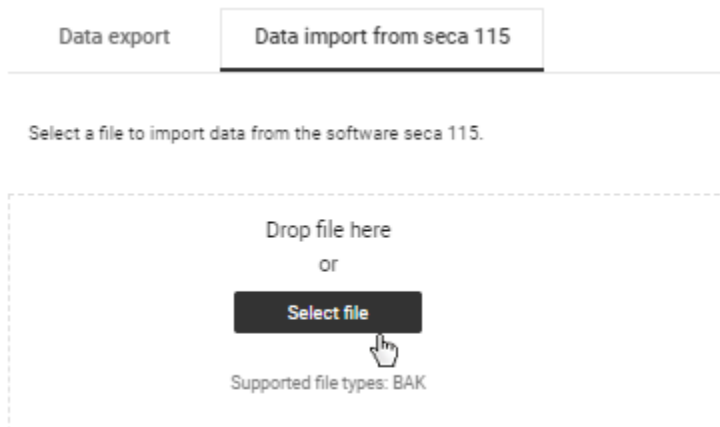 Data export
Data import from seca 115
Select a file to import data from the software seca 115.
Drop file here
or
Select file
Supported file types: BAK